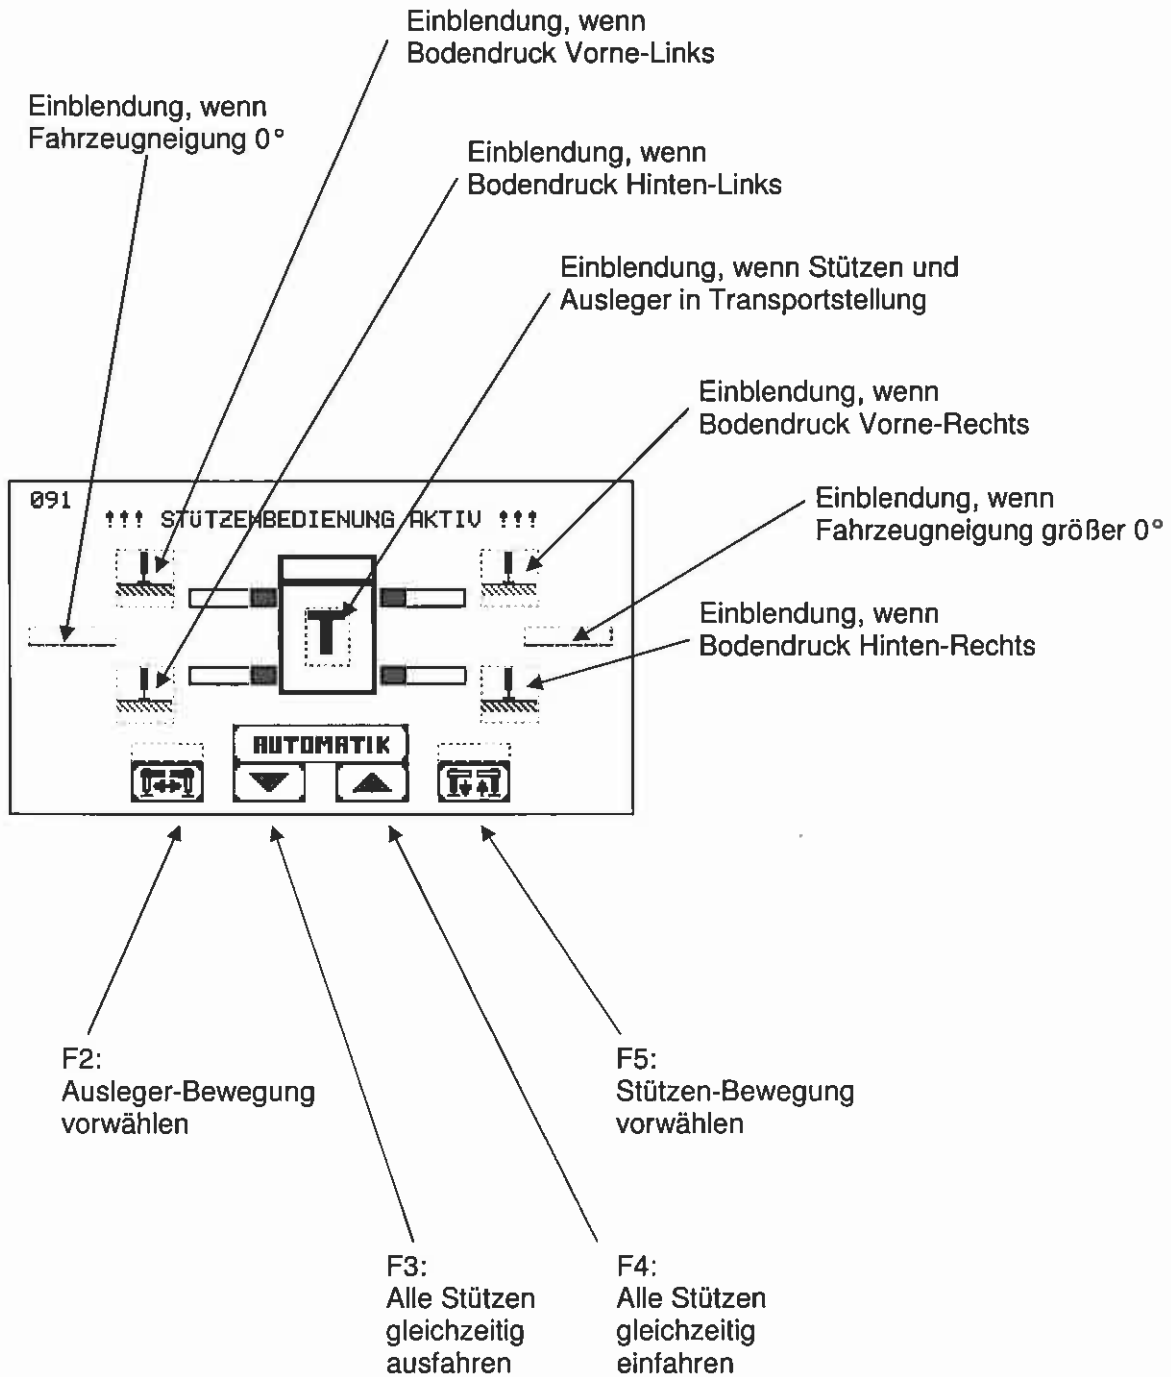 Einblendung, wenn
Bodendruck Vorne-Links
Einblendung, wenn
Fahrzeugneigung 0°
Einblendung, wenn
Bodendruck Hinten-Links
Einblendung, wenn Stützen und
Ausleger in Transportstellung
Einblendung, wenn
Bodendruck Vorne-Rechts
Einblendung, wenn
Fahrzeugneigung größer 0°
Einblendung, wenn
Bodendruck Hinten-Rechts
091
!!! STüTZENBEDIENUNG AKTIV !!!
T
AUTOMATIK
F2:
Ausleger-Bewegung
vorwählen
F5:
Stützen-Bewegung
vorwählen
F3:
Alle Stützen
gleichzeitig
ausfahren
F4:
Alle Stützen
gleichzeitig
einfahren